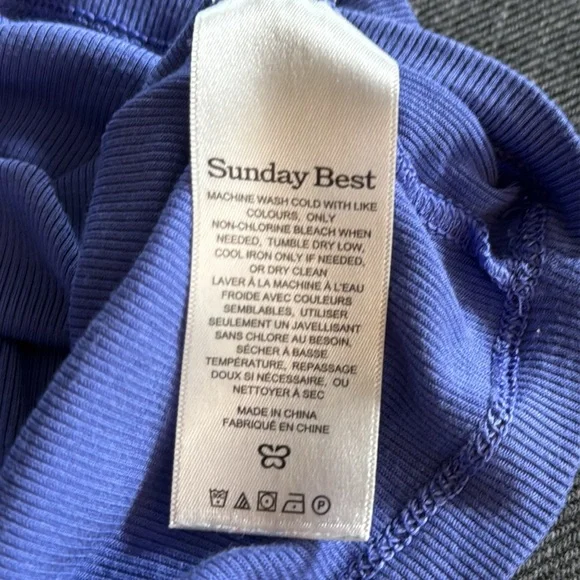 Sunday Best
MACHINE WASH COLD WITH LIKE
COLOURS, ONLY
NON-CHLORINE BLEACH WHEN
NEEDED, TUMBLE DRY LOW,
COOL IRON ONLY IF NEEDED,
OR DRY CLEAN
LAVER À LA MACHINE À L'EAU
FROIDE AVEC COULEURS
SEMBLABLES, UTILISER
SEULEMENT UN JAVELLISANT
SANS CHLORE AU BESOIN,
SÉCHER À BASSE
TEMPÉRATURE, REPASSAGE
DOUX SI NÉCESSAIRE, OU
NETTOYER À SEC
MADE IN CHINA
FABRIQUÉ EN CHINE
P